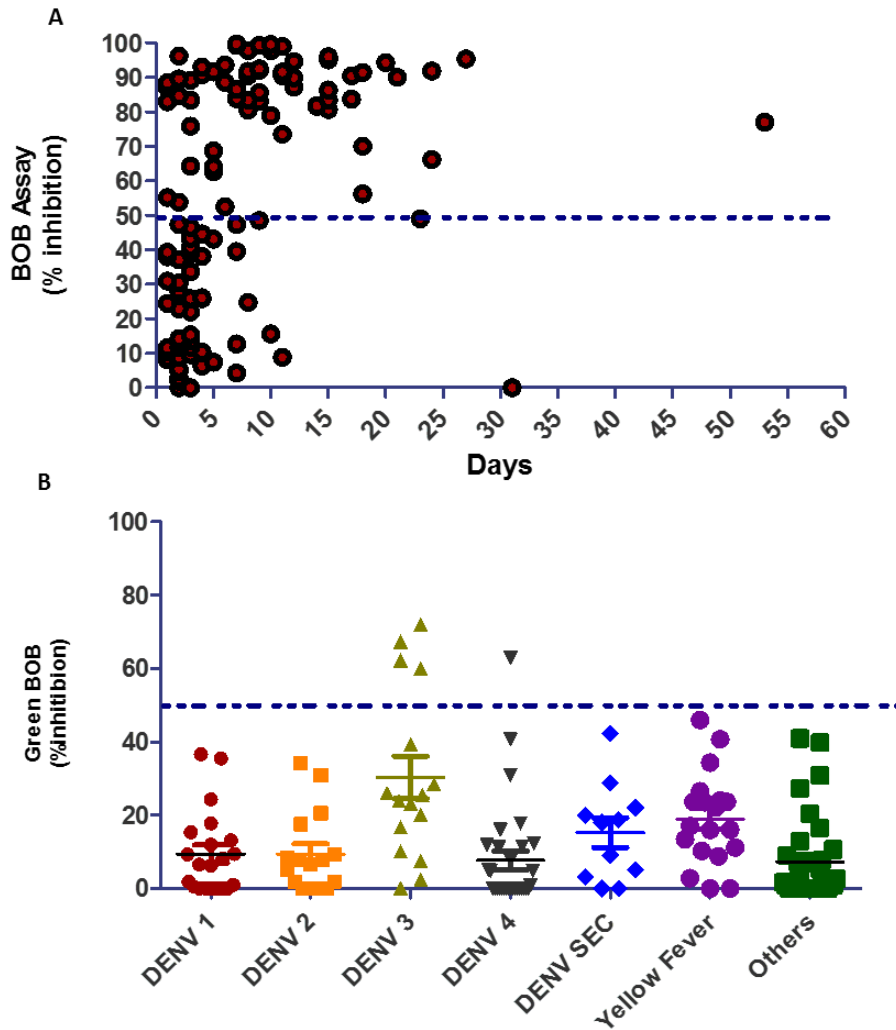 A
BOB Assay
(% inhibition)
100
90
80
70
60
50
40
30
20
10
0
0 5 10 15 20 25 30 35 40 45 50 55 60
Days
B
Green BOB
(%inhitibion)
100
80
60
40
20
0
DENV 1 DENV 2 DENV 3 DENV 4 DENV SEC Yellow Fever Others